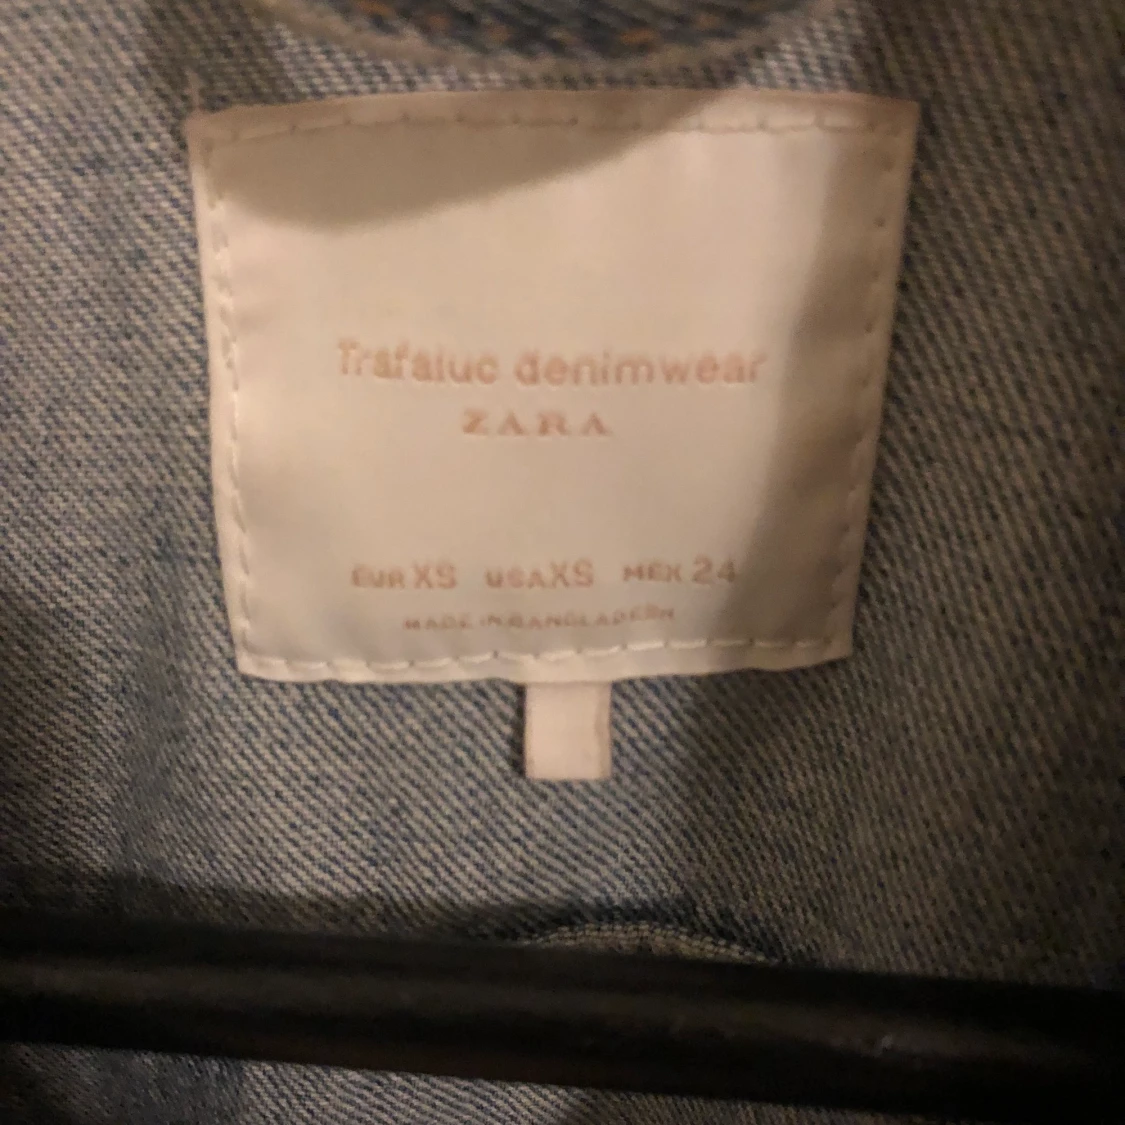 Trafaluc denimwear
ZARA
EUR XS USA XS MEX 24
MADE IN BANGLADESH